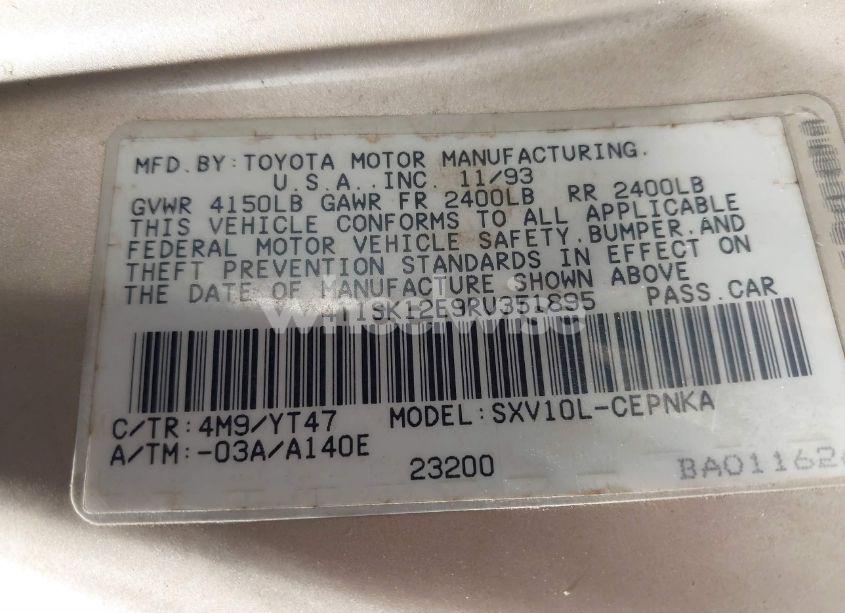 MFD. BY: TOYOTA MOTOR MANUFACTURING.
U.S.A., INC. 11/93
GVWR 4150LB GAWR FR 2400LB RR 2400LB
THIS VEHICLE CONFORMS TO ALL APPLICABLE
FEDERAL MOTOR VEHICLE SAFETY, BUMPER, AND
THEFT PREVENTION STANDARDS IN EFFECT ON
THE DATE OF MANUFACTURE SHOWN ABOVE
4T1SK12E9RU351895 PASS. CAR
C/TR: 4M9/YT47 MODEL: SXV10L-CEPNKA
A/TM: -03A/A140E
23200